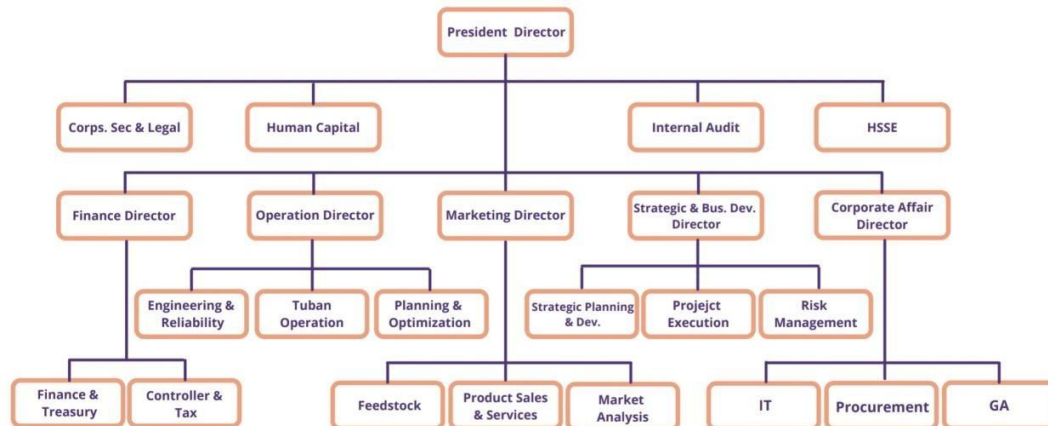 President Director
Corps. Sec & Legal
Human Capital
Internal Audit
HSSE
Finance Director
Operation Director
Marketing Director
Strategic & Bus. Dev.
Director
Corporate Affair
Director
Engineering &
Reliability
Tuban
Operation
Planning &
Optimization
Strategic Planning
& Dev.
Projejct
Execution
Risk
Management
Finance &
Treasury
Controller &
Tax
Feedstock
Product Sales
& Services
Market
Analysis
IT
Procurement
GA